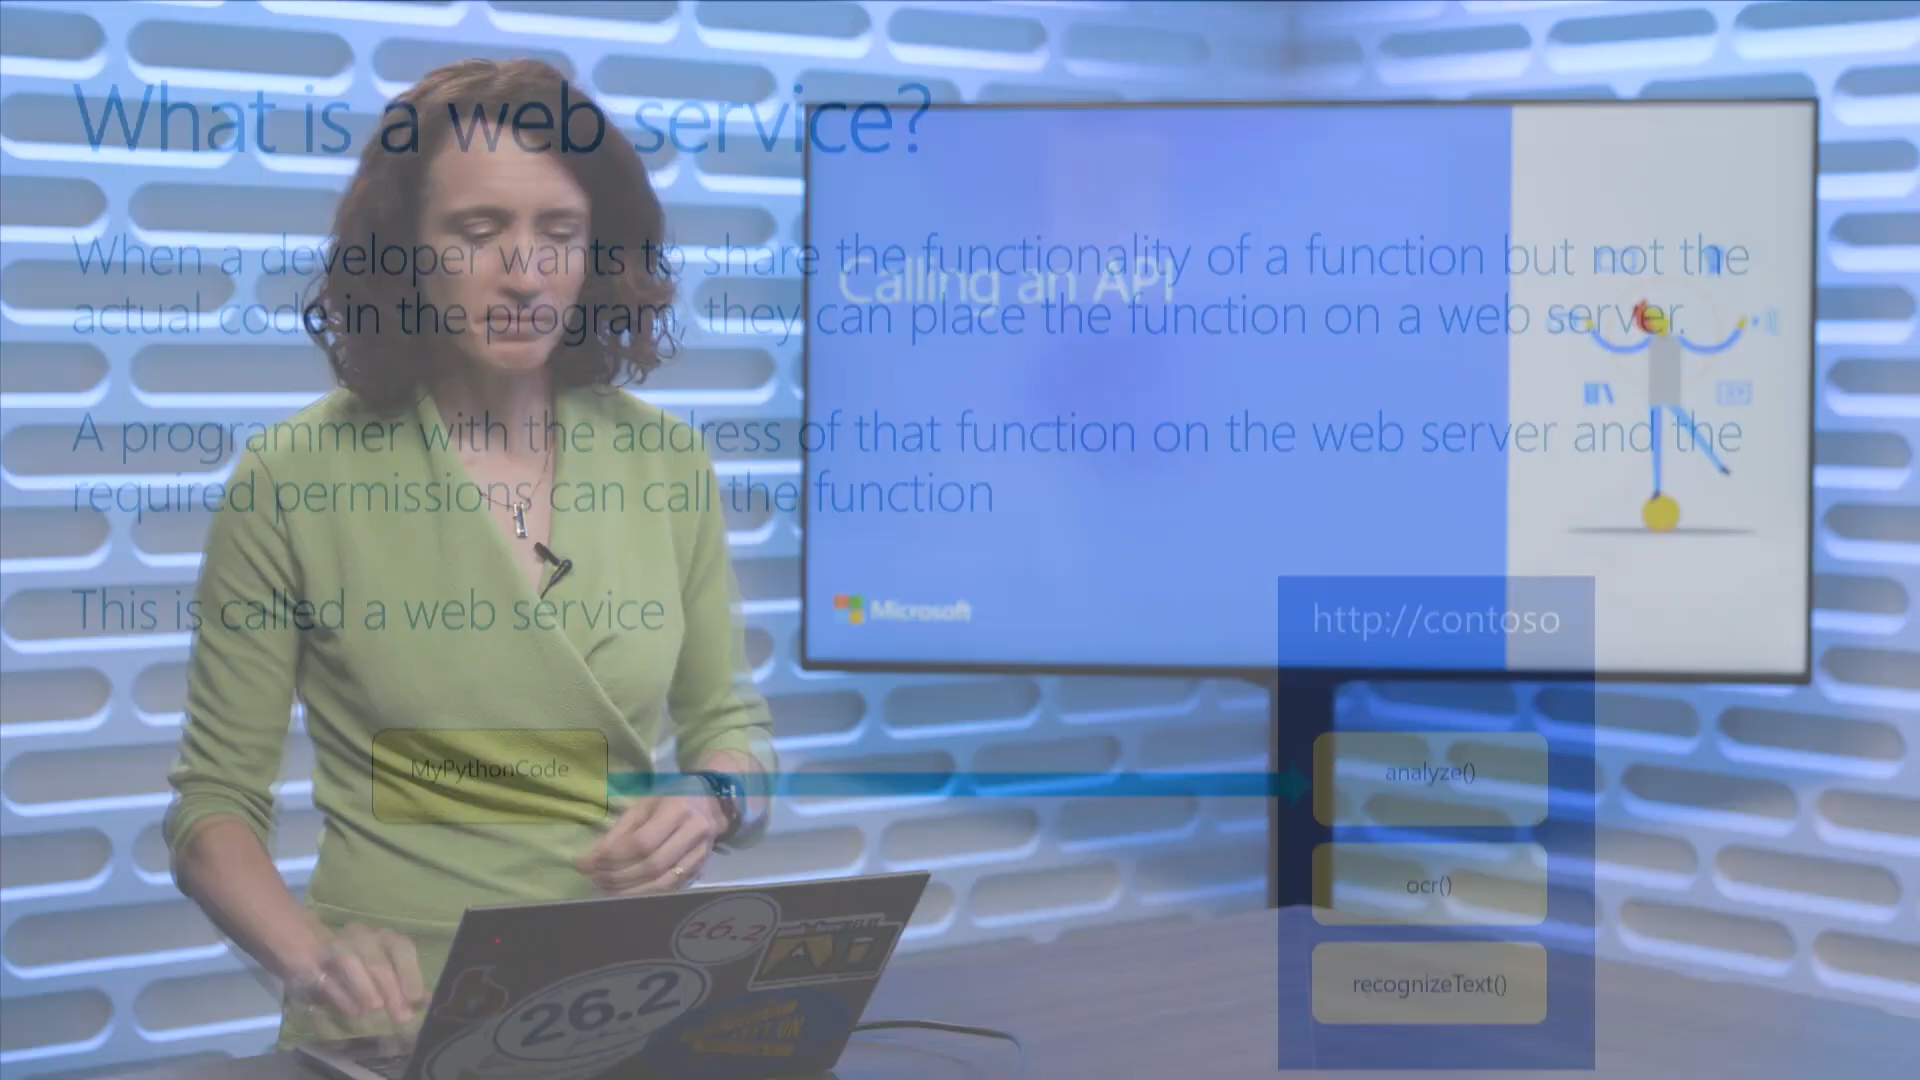 What is a web service?
When a developer wants to share the functionality of a function but not the
actual code in the program, they can place the function on a web server.
Calling an API
A programmer with the address of that function on the web server and the
required permissions can call the function
This is called a web service
Microsoft
http://contoso
MyPythonCode
analyze()
ocr()
recognizeText()
26.2
26.2